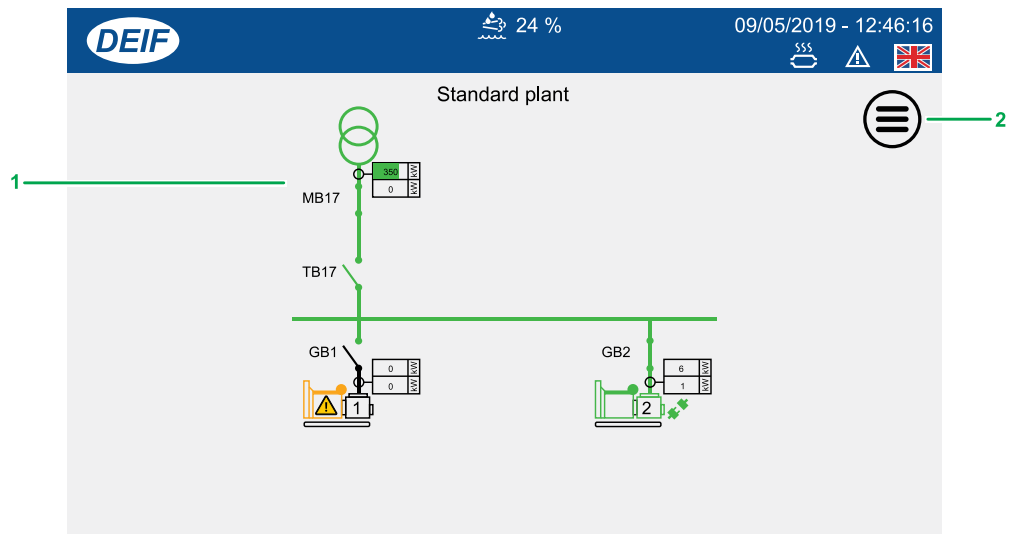 DEIF
24 %
09/05/2019 - 12:46:16
Standard plant
2
1
350 kW
0 kW
MB17
TB17
GB1
0 kW
0 kW
1
GB2
6 kW
1 kW
2